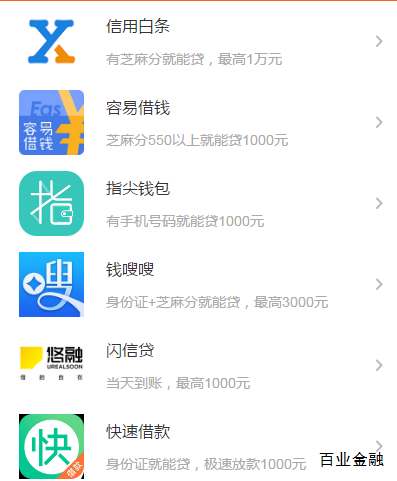 信用白条
有芝麻分就能贷，最高1万元
Eas
容易
借钱
容易借钱
芝麻分550以上就能贷1000元
指
指尖钱包
有手机号码就能贷1000元
嗖
钱嗖嗖
身份证+芝麻分就能贷，最高3000元
悠融
UREALSOON
悠的自在
闪信贷
当天到账，最高1000元
快
借款
快速借款
身份证就能贷，极速放款1000元
百业金融